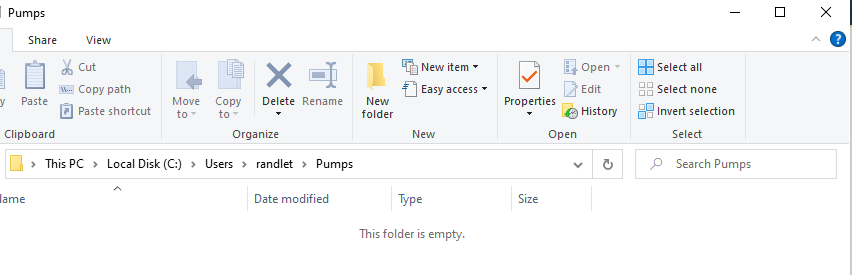 Pumps
Share View
Paste
Cut
Copy path
Paste shortcut
Move to
Copy to
Delete
Rename
New folder
New item
Easy access
Properties
Open
Edit
History
Select all
Select none
Invert selection
Clipboard Organize New Open Select
This PC > Local Disk (C:) > Users > randlet > Pumps
Search Pumps
Date modified Type Size
This folder is empty.